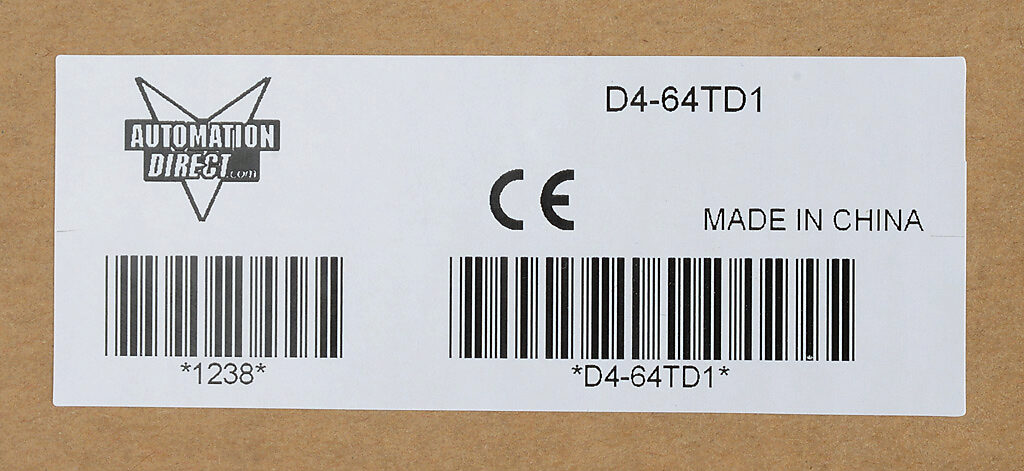 AUTOMATION
DIRECT.com
D4-64TD1
CE
MADE IN CHINA
*1238*
*D4-64TD1*